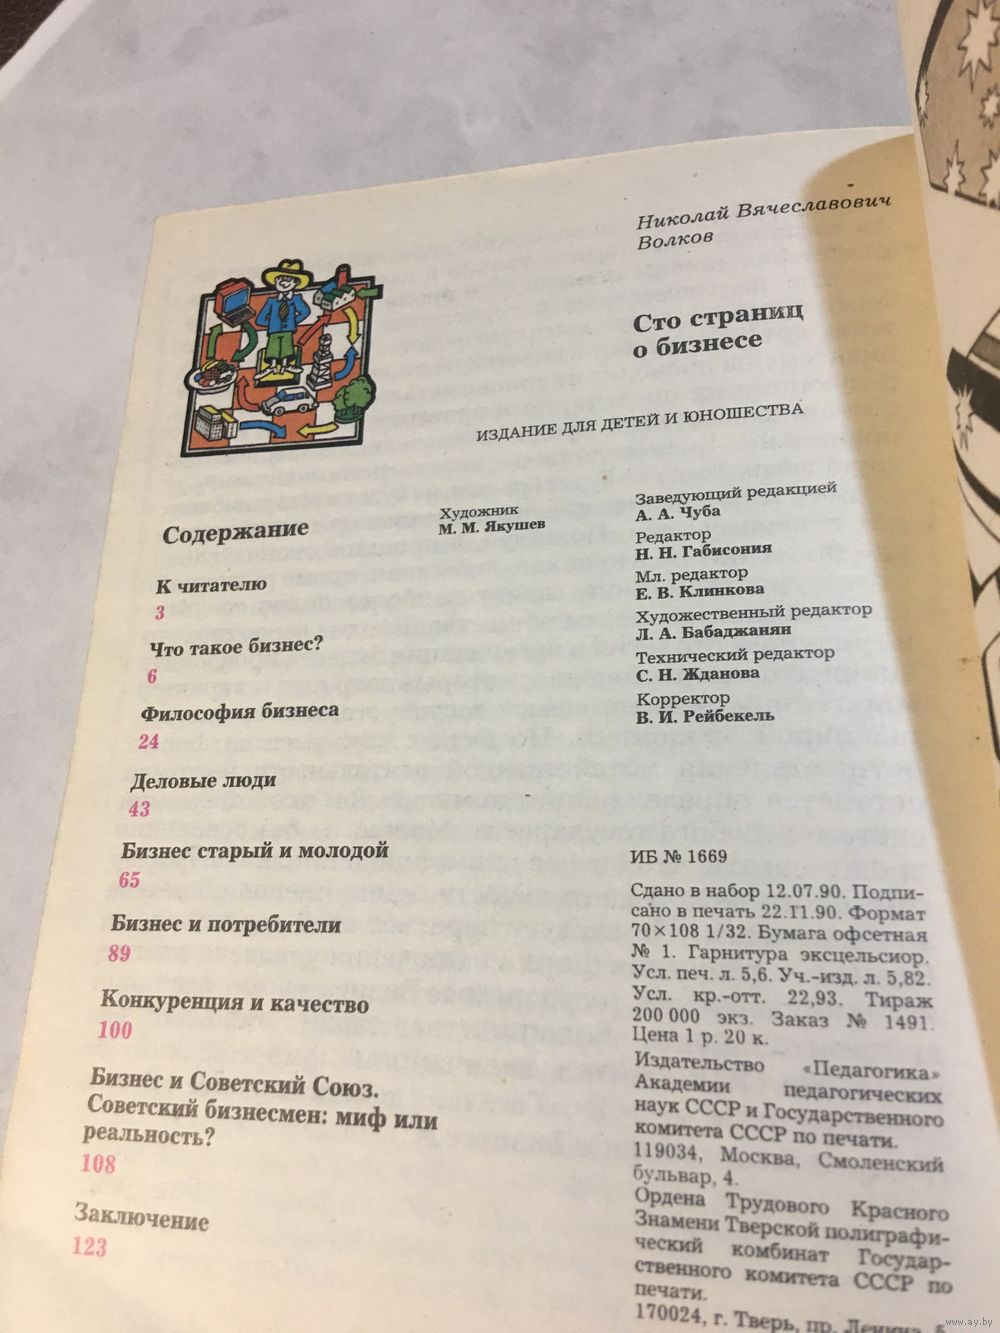 Николай Вячеславович
Волков
Сто страниц
о бизнесе
ИЗДАНИЕ ДЛЯ ДЕТЕЙ И ЮНОШЕСТВА
Содержание
К читателю
3
Что такое бизнес?
6
Философия бизнеса
24
Деловые люди
43
Бизнес старый и молодой
65
Бизнес и потребители
89
Конкуренция и качество
100
Бизнес и Советский Союз.
Советский бизнесмен: миф или
реальность?
108
Заключение
123
Художник
М. М. Якушев
Заведующий редакцией
А. А. Чуба
Редактор
Н. Н. Габисония
Мл. редактор
Е. В. Клинкова
Художественный редактор
Л. А. Бабаджанян
Технический редактор
С. Н. Жданова
Корректор
В. И. Рейбекель
ИБ № 1669
Сдано в набор 12.07.90. Подпи-
сано в печать 22.11.90. Формат
70×108 1/32. Бумага офсетная
№ 1. Гарнитура эксцельсиор.
Усл. печ. л. 5,6. Уч.-изд. л. 5,82.
Усл. кр.-отт. 22,93. Тираж
200 000 экз. Заказ № 1491.
Цена 1 р. 20 к.
Издательство «Педагогика»
Академии педагогических
наук СССР и Государственного
комитета СССР по печати.
119034, Москва, Смоленский
бульвар, 4.
Ордена Трудового Красного
Знамени Тверской полиграфи-
ческий комбинат Государ-
ственного комитета СССР по
печати.
170024, г. Тверь, пр. Ленина, 5
www.ay.by